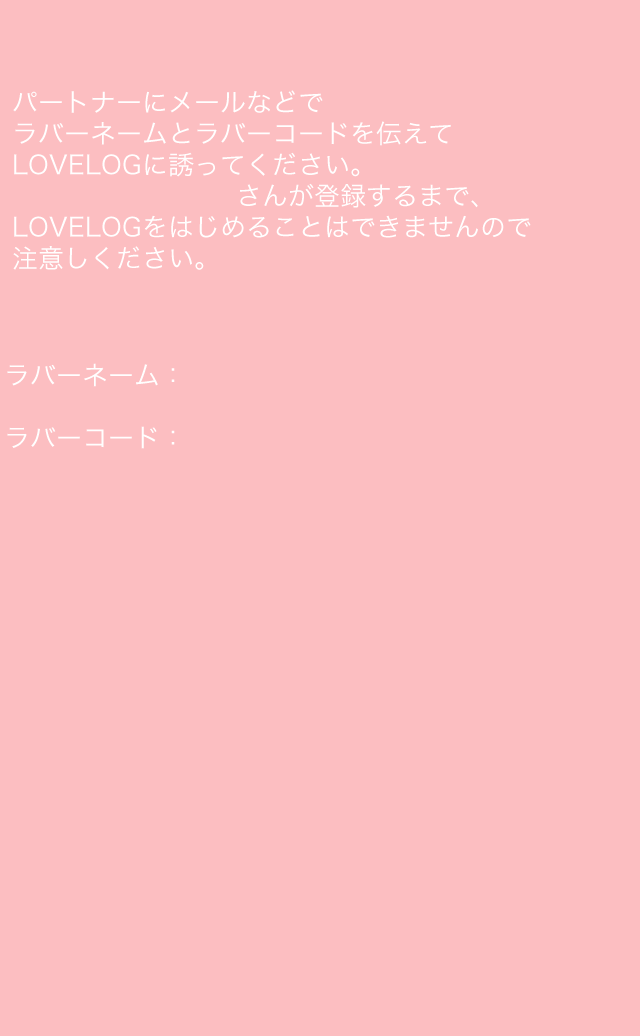 パートナーにメールなどで
ラバーネームとラバーコードを伝えて
LOVELOGに誘ってください。
さんが登録するまで、
LOVELOGをはじめることはできませんので
注意しください。
ラバーネーム：
ラバーコード：